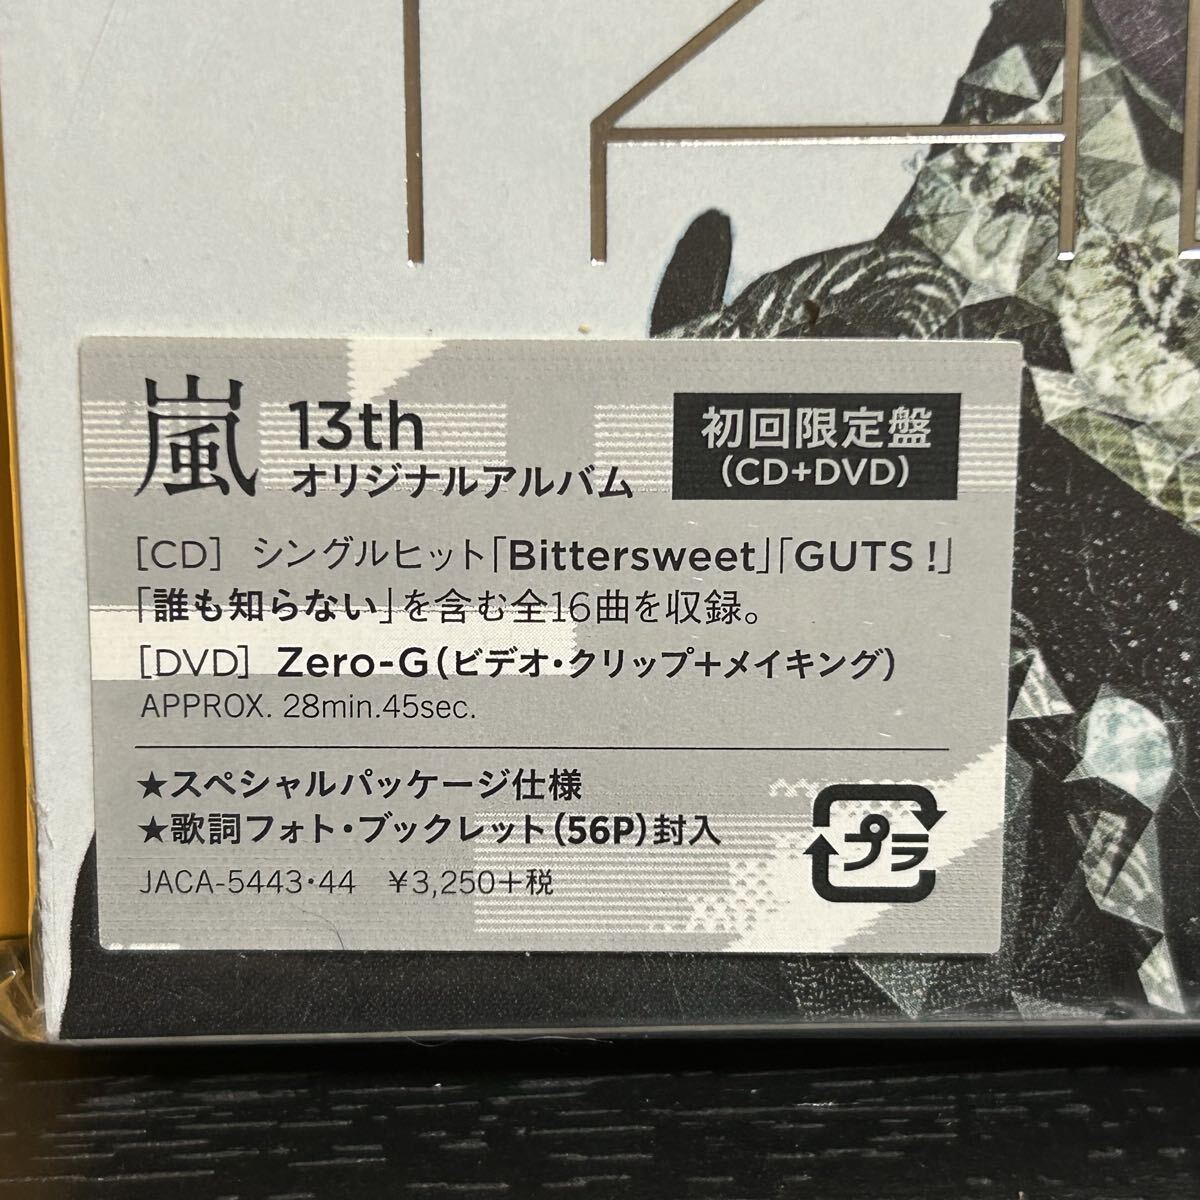 嵐 13th
オリジナルアルバム
初回限定盤
(CD+DVD)
[CD] シングルヒット「Bittersweet」「GUTS !」
「誰も知らない」を含む全16曲を収録。
[DVD] Zero-G(ビデオ・クリップ+メイキング)
APPROX. 28min.45sec.
★スペシャルパッケージ仕様
★歌詞フォト・ブックレット(56P)封入
JACA-5443・44 ¥3,250+税
プラ